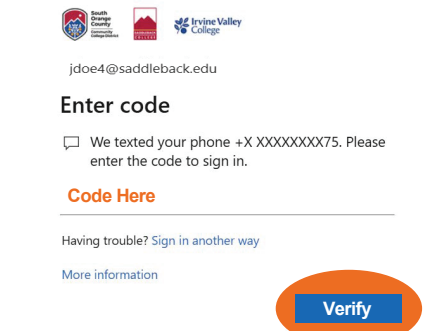 South
Orange
County
Community
College District
SADDLEBACK
COLLEGE
Irvine Valley
College
jdoe4@saddleback.edu
Enter code
We texted your phone +X XXXXXXXX75. Please
enter the code to sign in.
Code Here
Having trouble? Sign in another way
More information
Verify